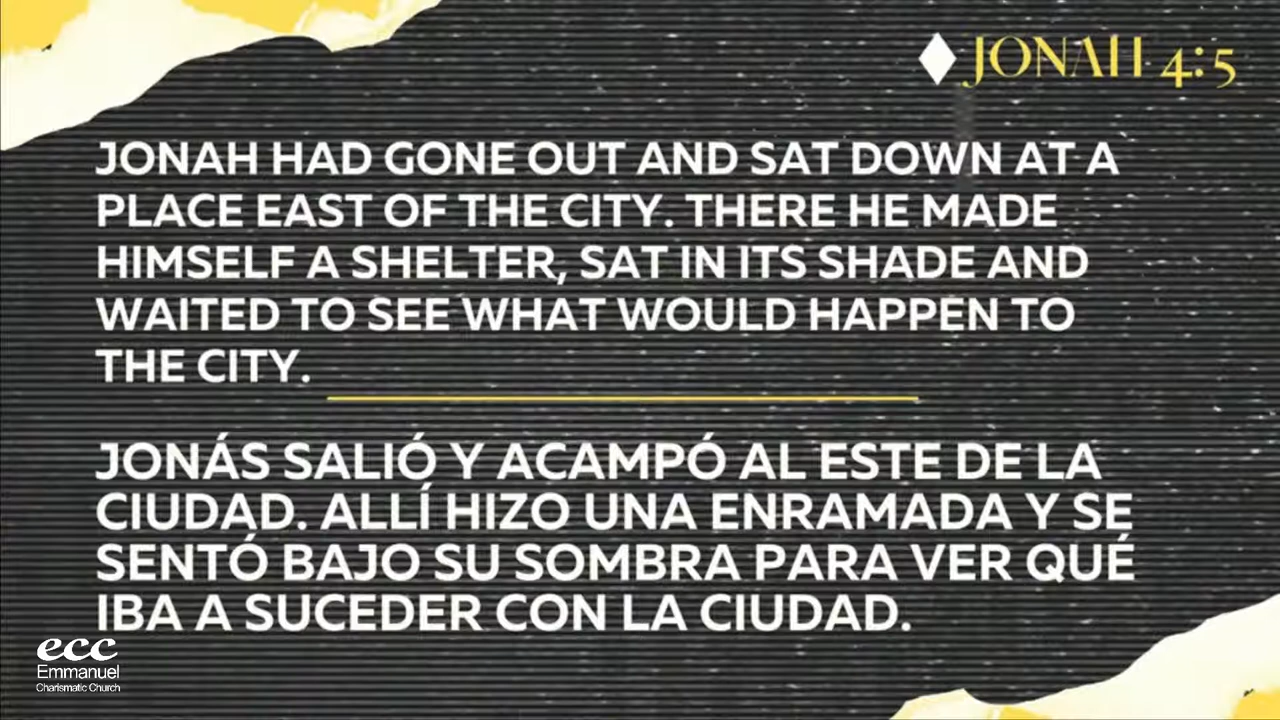 JONAH 4:5
JONAH HAD GONE OUT AND SAT DOWN AT A
PLACE EAST OF THE CITY. THERE HE MADE
HIMSELF A SHELTER, SAT IN ITS SHADE AND
WAITED TO SEE WHAT WOULD HAPPEN TO
THE CITY.
JONÁS SALIÓ Y ACAMPÓ AL ESTE DE LA
CIUDAD. ALLÍ HIZO UNA ENRAMADA Y SE
SENTÓ BAJO SU SOMBRA PARA VER QUÉ
IBA A SUCEDER CON LA CIUDAD.
ecc
Emmanuel
Charismatic Church